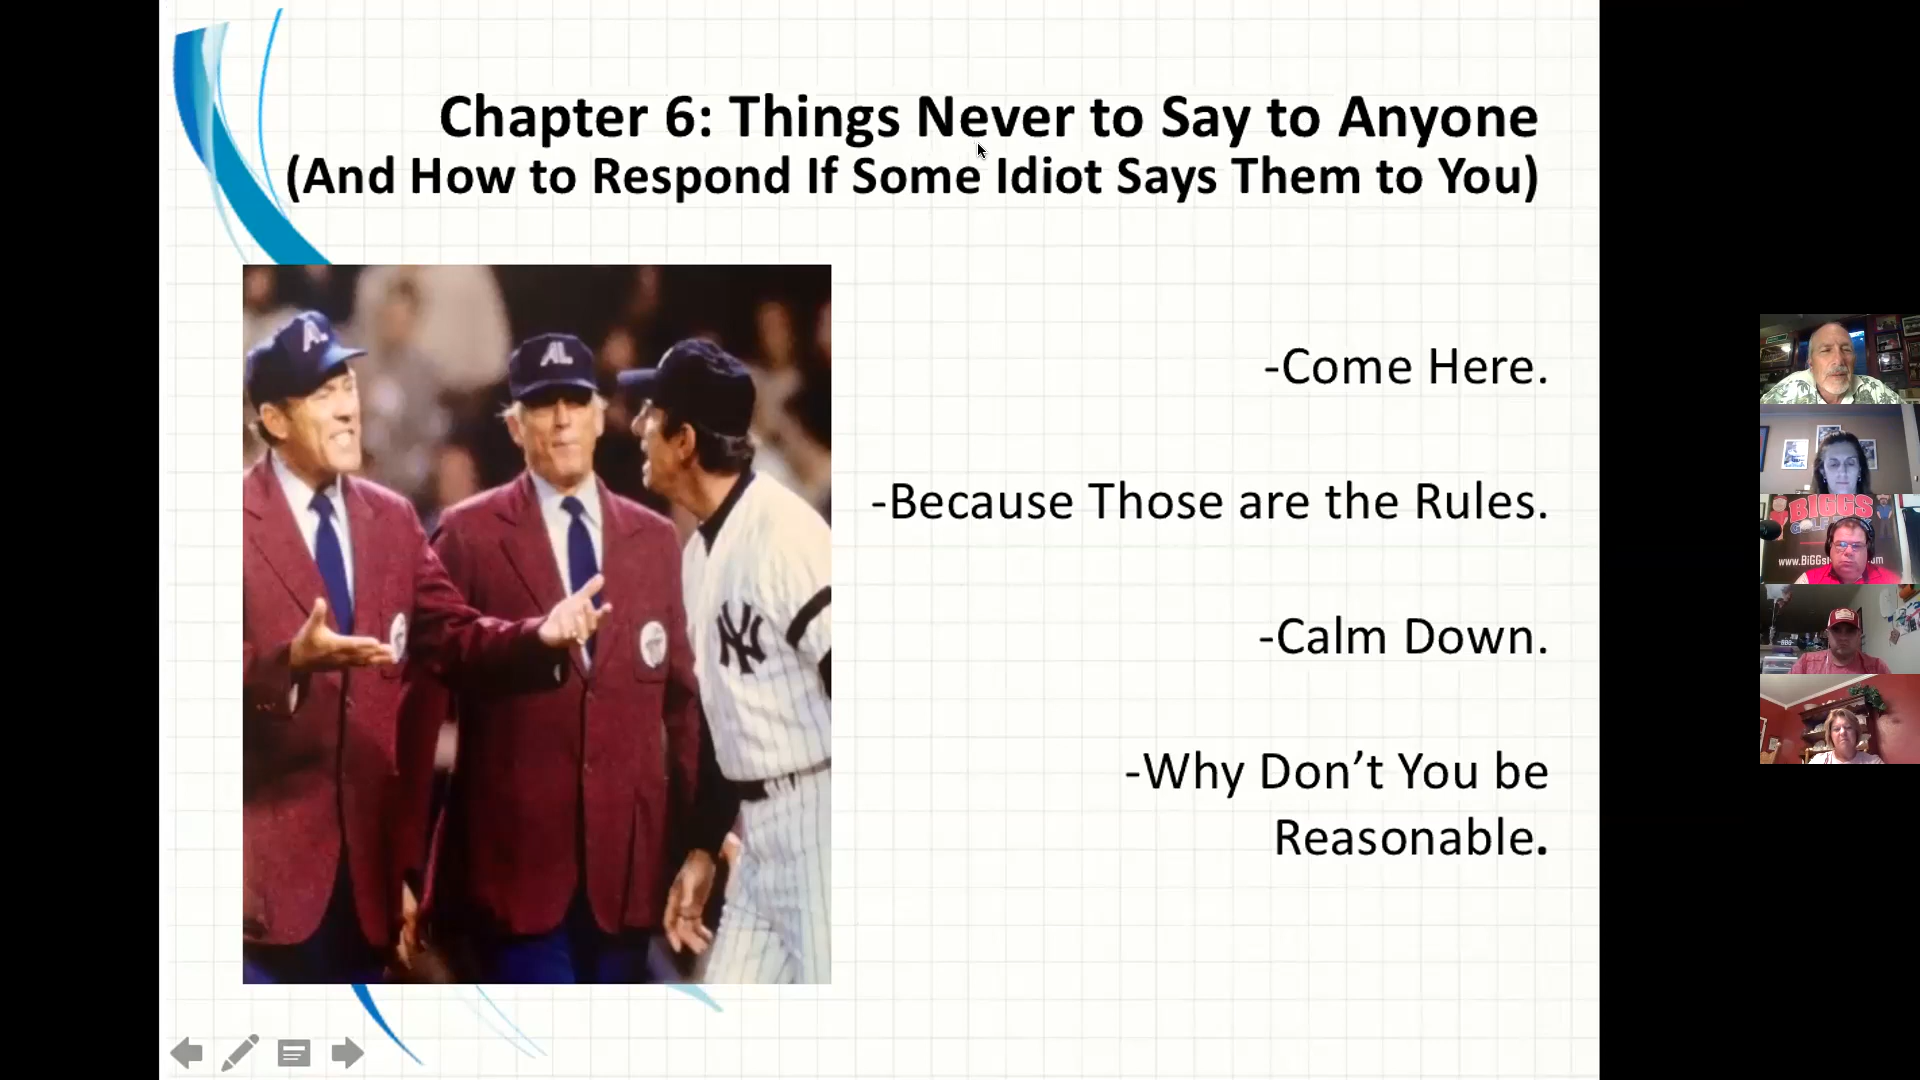 Chapter 6: Things Never to Say to Anyone
(And How to Respond If Some Idiot Says Them to You)
AL
AL
NY
-Come Here.
-Because Those are the Rules.
-Calm Down.
-Why Don’t You be
Reasonable.
BIGGS